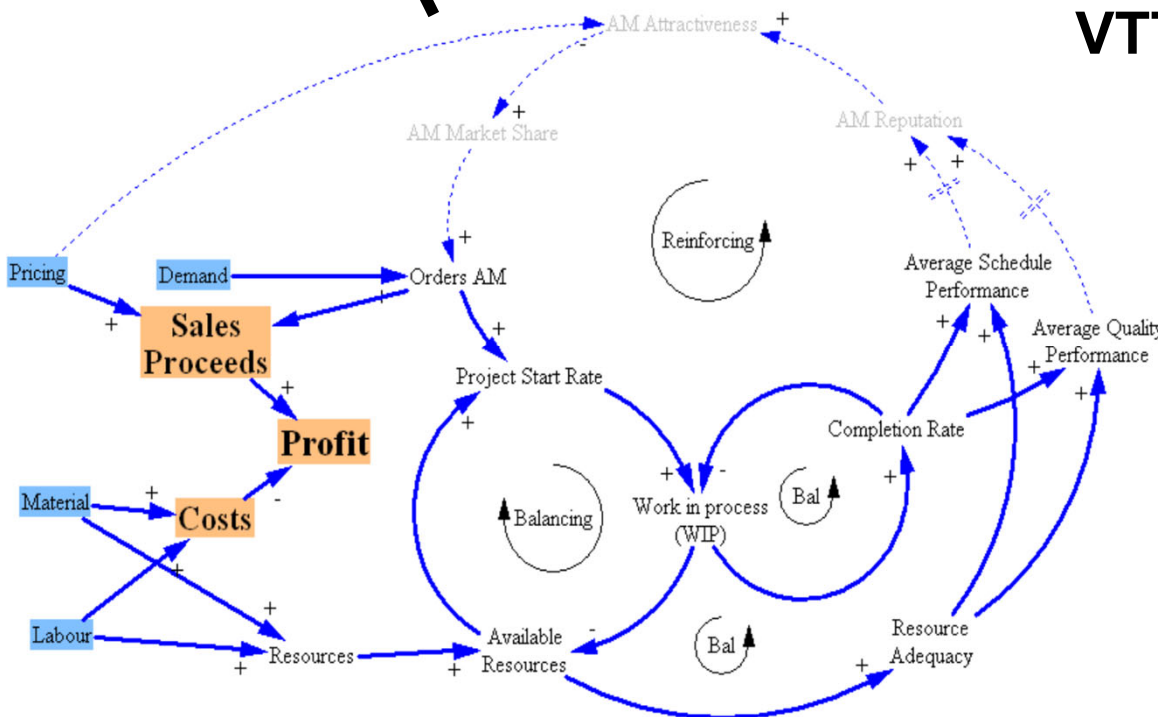 AM Attractiveness
+
VTT
-
+
AM Market Share
AM Reputation
+
+
Reinforcing
+
Pricing
Demand
Orders AM
Average Schedule
Performance
+
+
Sales
Proceeds
+
+
+
Average Quality
Performance
+
+
+
Project Start Rate
+
Profit
Completion Rate
+
-
+
Material
+
-
Costs
Balancing
Work in process
(WIP)
Bal
+
+
Labour
-
Resources
+
Available
Resources
+
Bal
Resource
Adequacy
+